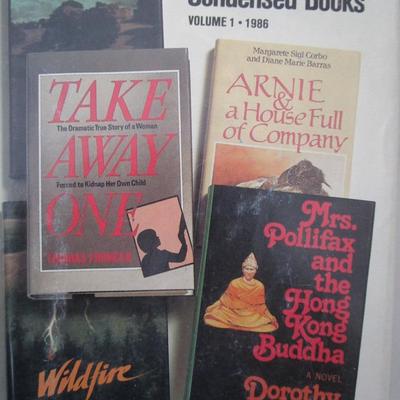 Condensed Books
VOLUME 1 • 1986
Margarete Sigl Corbo
and Diane Marie Barras
ARNIE
&
a House Full
of Company
TAKE
The Dramatic True Story of a Woman
AWAY
Forced to Kidnap Her Own Child
ONE
THOMAS FRONCEK
Mrs.
Pollifax
and the
Hong
Kong
Buddha
A NOVEL
Dorothy
Wildfire